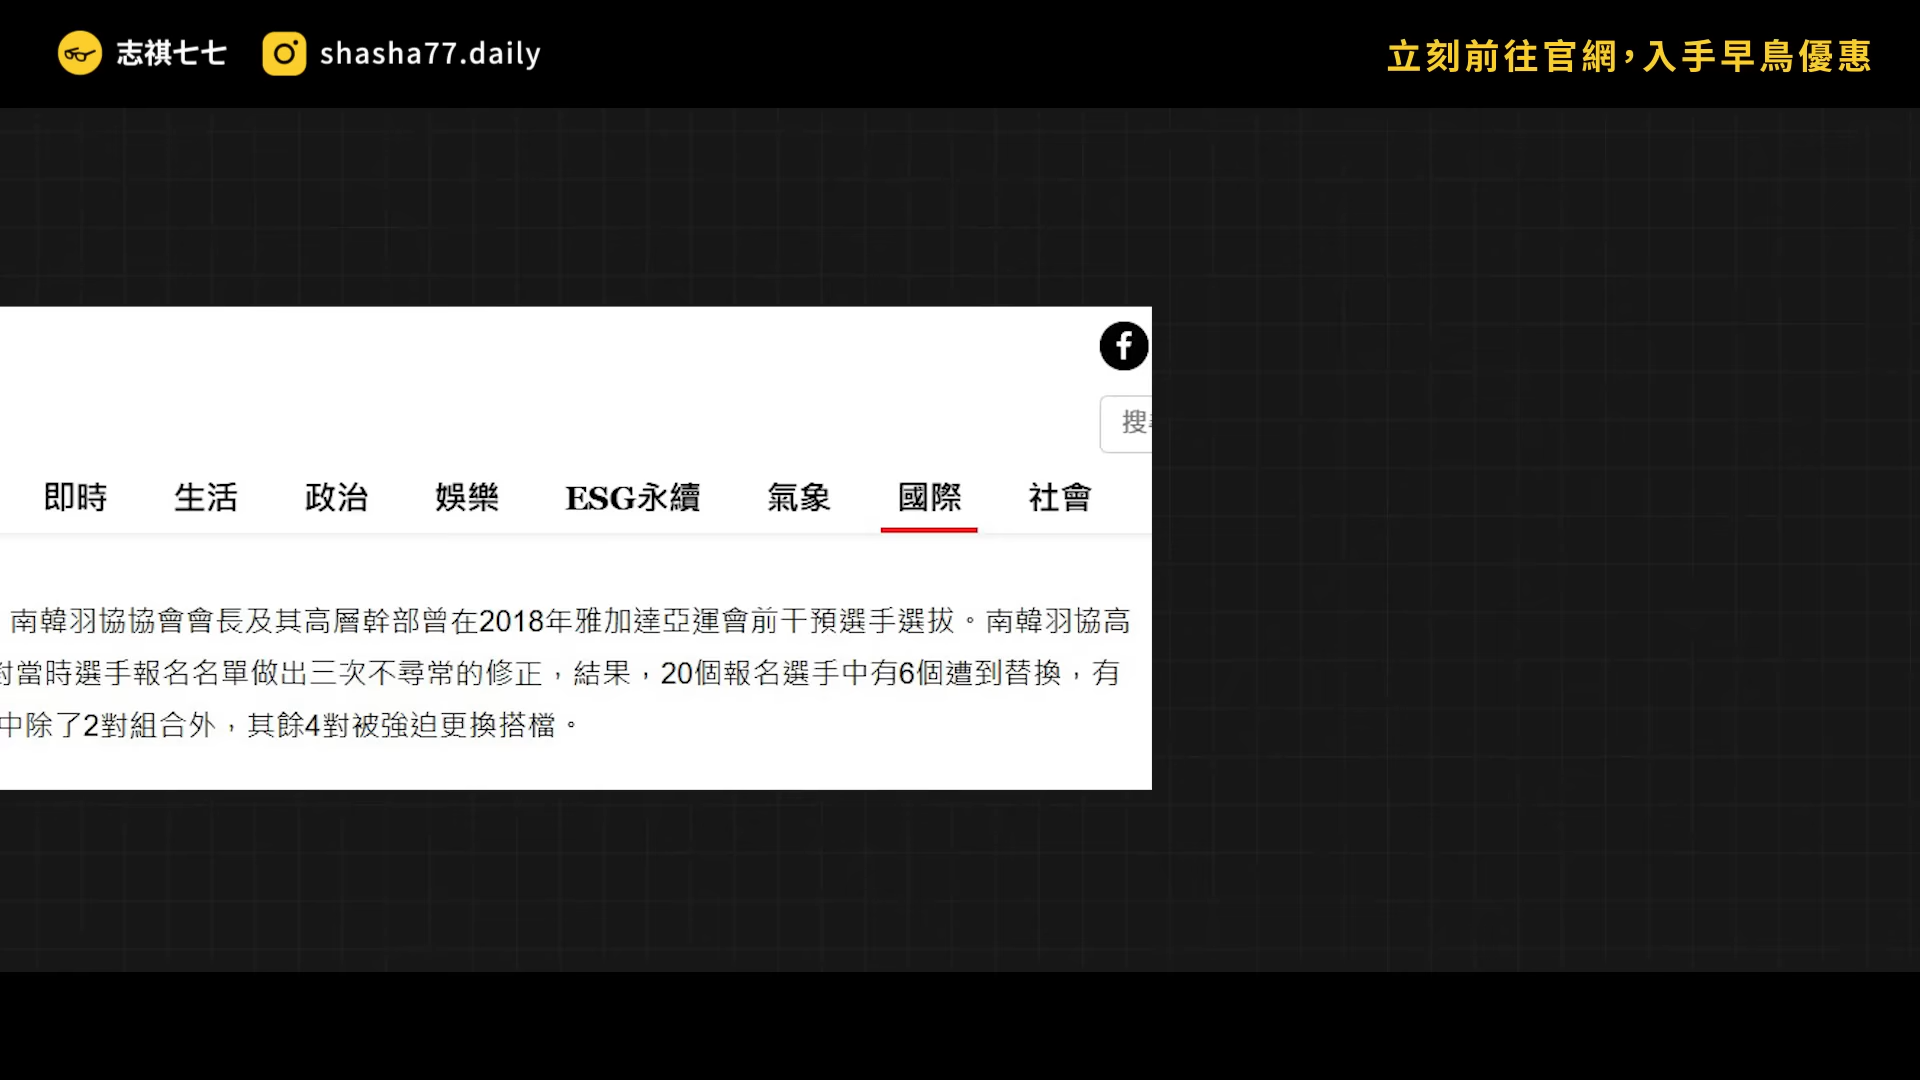 志祺七七 shasha77.daily
立刻前往官網,入手早鳥優惠
即時 生活 政治 娛樂 ESG永續 氣象 國際 社會
南韓羽協協會會長及其高層幹部曾在2018年雅加達亞運會前干預選手選拔。南韓羽協高
對當時選手報名名單做出三次不尋常的修正,結果,20個報名選手中有6個遭到替換,有
中除了2對組合外,其餘4對被強迫更換搭檔。
搜